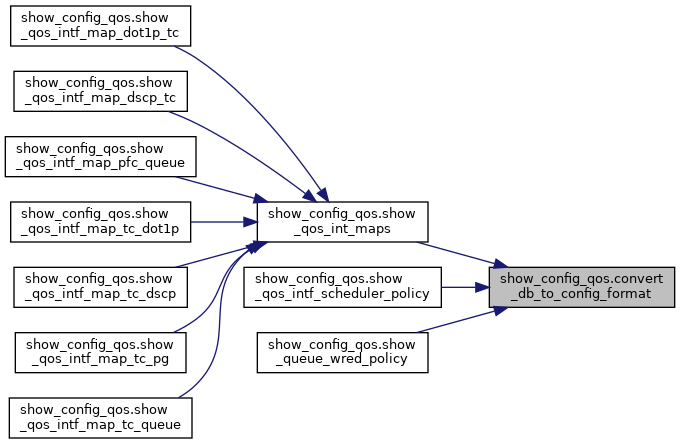 show_config_qos.show
_qos_intf_map_dot1p_tc
show_config_qos.show
_qos_intf_map_dscp_tc
show_config_qos.show
_qos_intf_map_pfc_queue
show_config_qos.show
_qos_intf_map_tc_dot1p
show_config_qos.show
_qos_intf_map_tc_dscp
show_config_qos.show
_qos_intf_map_tc_pg
show_config_qos.show
_qos_intf_map_tc_queue
show_config_qos.show
_qos_int_maps
show_config_qos.show
_qos_intf_scheduler_policy
show_config_qos.show
_queue_wred_policy
show_config_qos.convert
_db_to_config_format